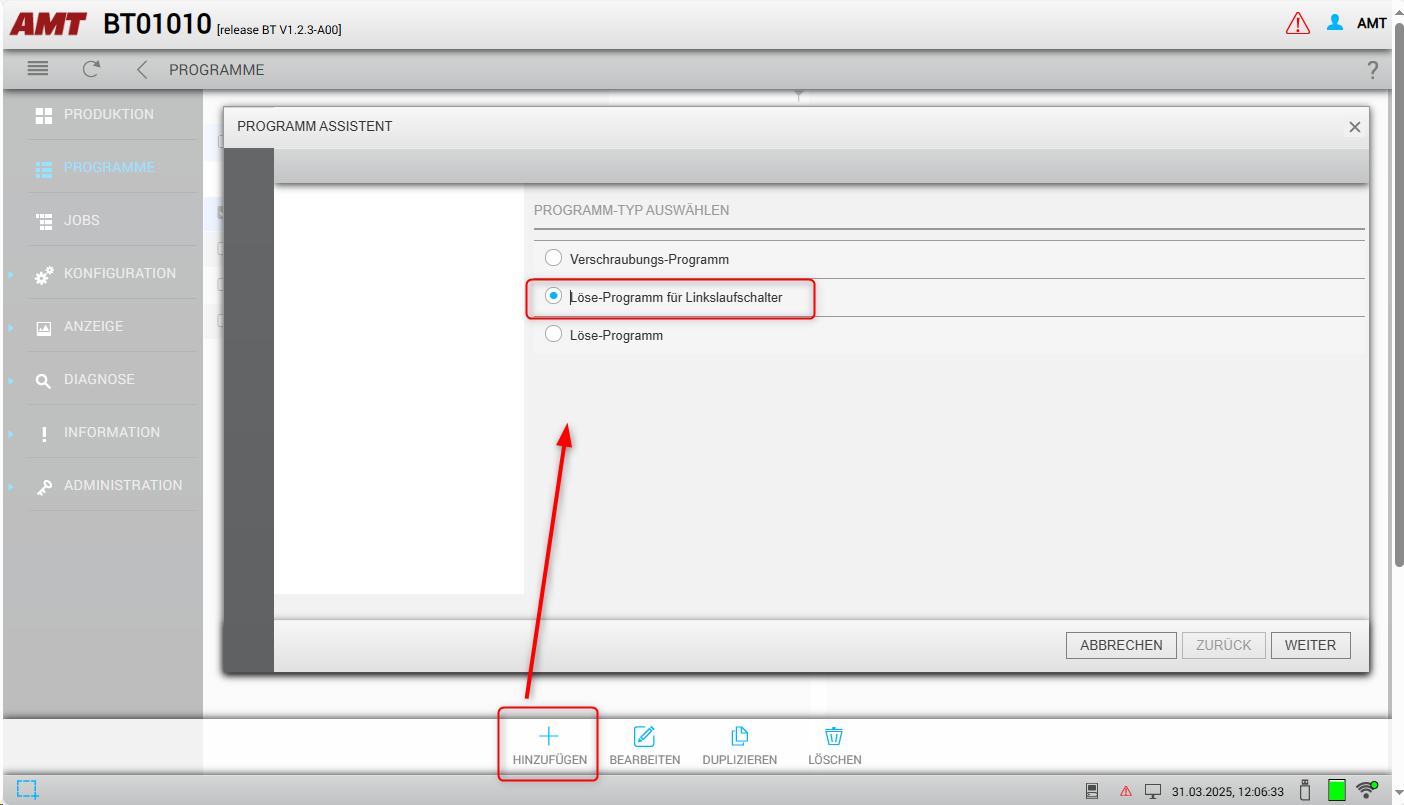 AMT BT01010 [release BT V1.2.3-A00]
AMT
PROGRAMME
?
PRODUKTION
PROGRAMME
JOBS
KONFIGURATION
ANZEIGE
DIAGNOSE
INFORMATION
ADMINISTRATION
PROGRAMM ASSISTENT
PROGRAMM-TYP AUSWÄHLEN
Verschraubungs-Programm
Löse-Programm für Linkslaufschalter
Löse-Programm
ABBRECHEN ZURÜCK WEITER
HINZUFÜGEN BEARBEITEN DUPLIZIEREN LÖSCHEN
31.03.2025, 12:06:33